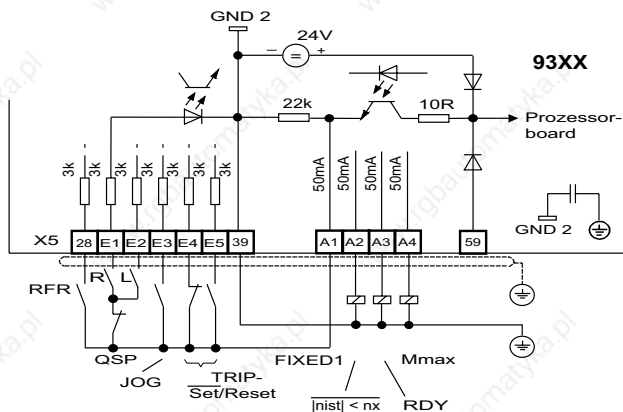 GND 2
24V
− = +
93XX
22k
10R
Prozessor-
board
3k 3k 3k 3k 3k 3k
50mA 50mA 50mA 50mA
GND 2
X5 28 E1 E2 E3 E4 E5 39 A1 A2 A3 A4 59
RFR R L
QSP
JOG
TRIP-
Set/Reset
FIXED1
Mmax
|nist| < nx
RDY